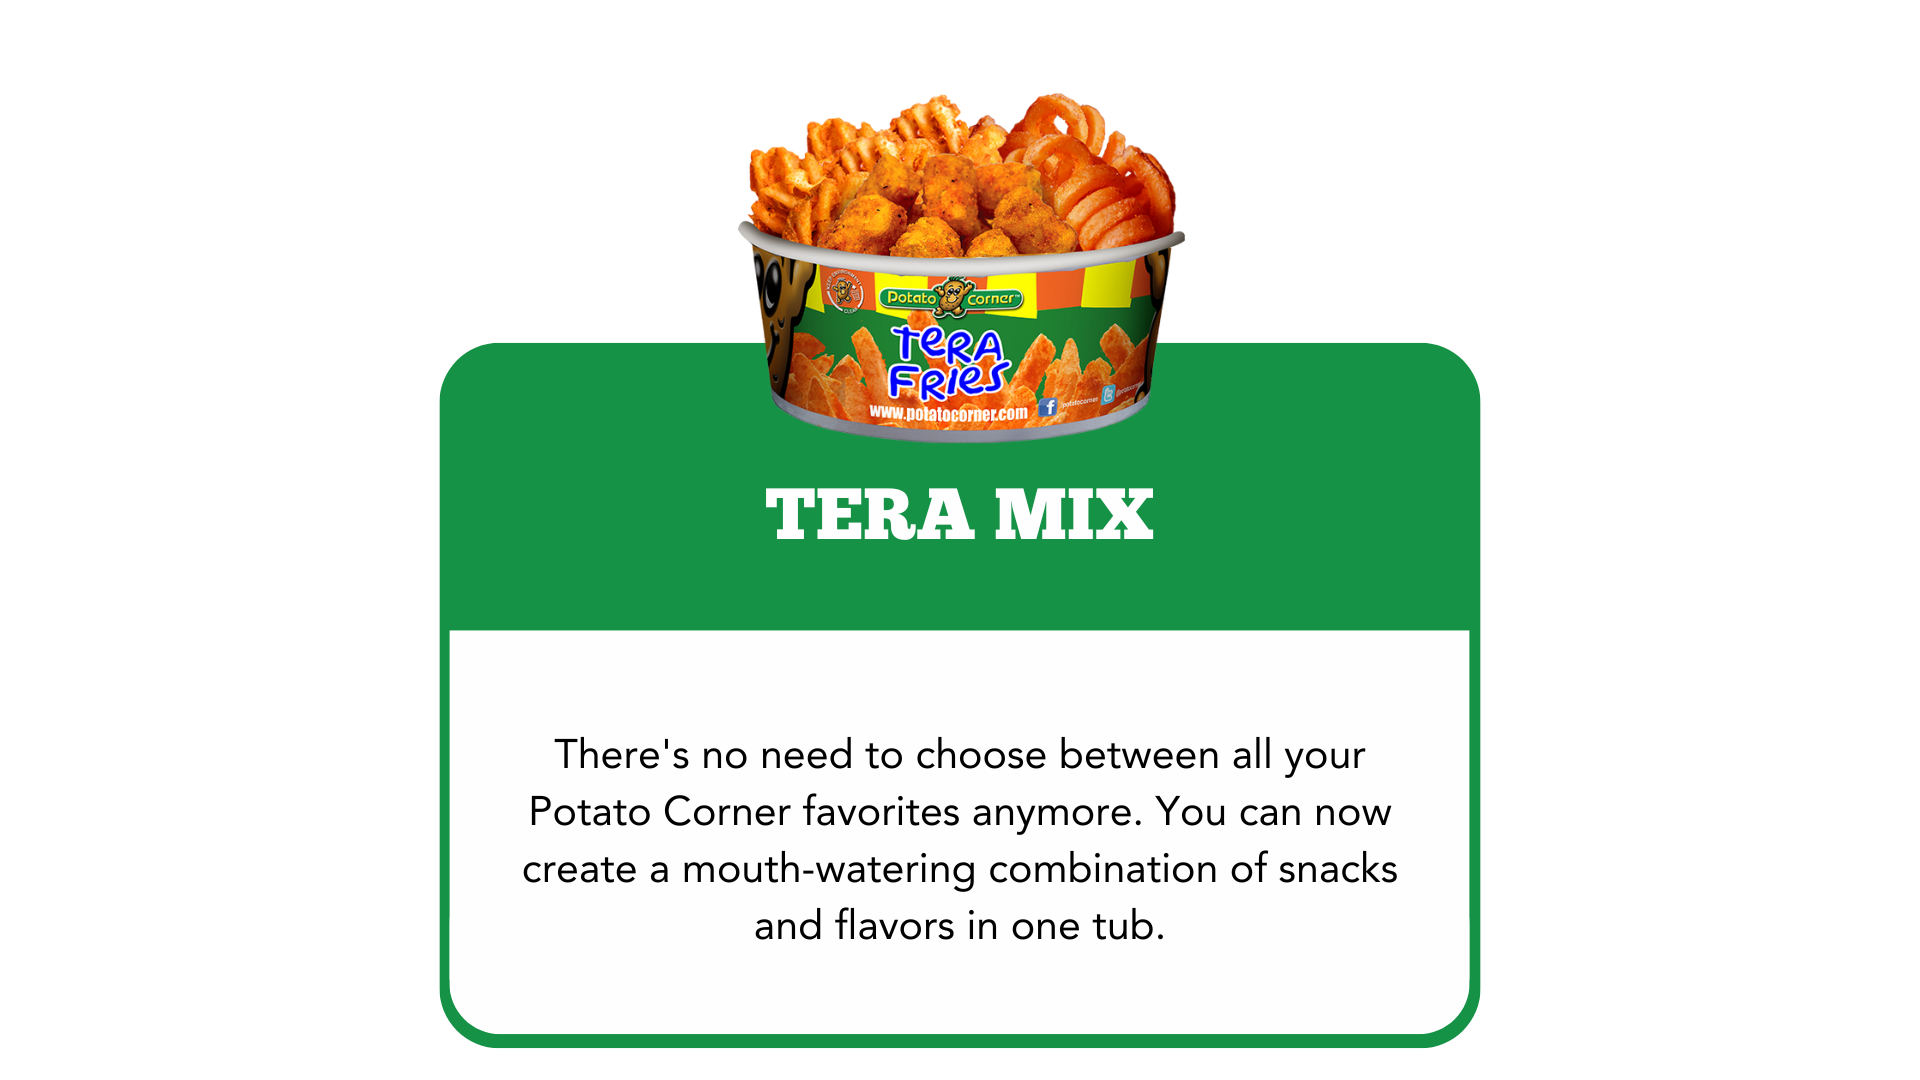 Potato Corner
TeRA
FRies
www.potatocorner.com
TERA MIX
There's no need to choose between all your
Potato Corner favorites anymore. You can now
create a mouth-watering combination of snacks
and flavors in one tub.